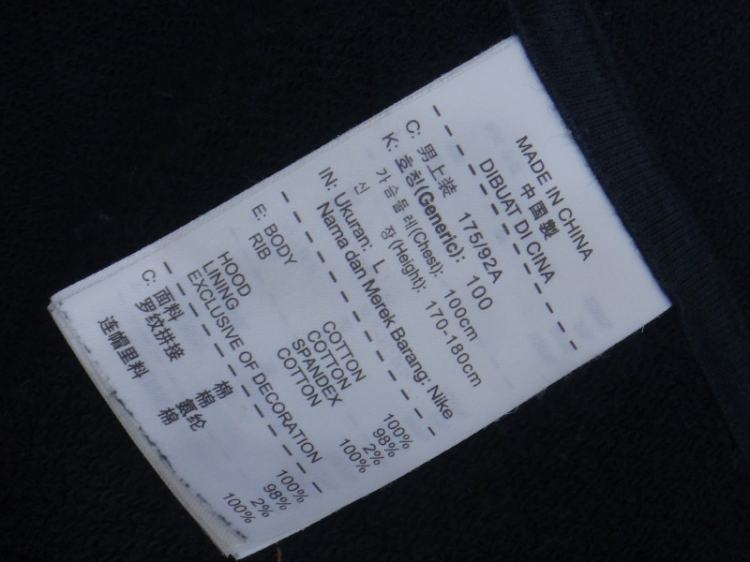 MADE IN CHINA
中国製
DIBUAT DI CINA
C: 男上装 175/92A
K: 호칭(Generic): 100
가슴둘레(Chest): 100cm
신 장(Height): 170-180cm
IN: Ukuran: L
Nama dan Merek Barang: Nike
E: BODY COTTON 100%
RIB COTTON 98%
SPANDEX 2%
HOOD LINING COTTON 100%
EXCLUSIVE OF DECORATION
C: 面料 棉 100%
罗纹拼接 棉 98%
氨纶 2%
连帽里料 棉 100%